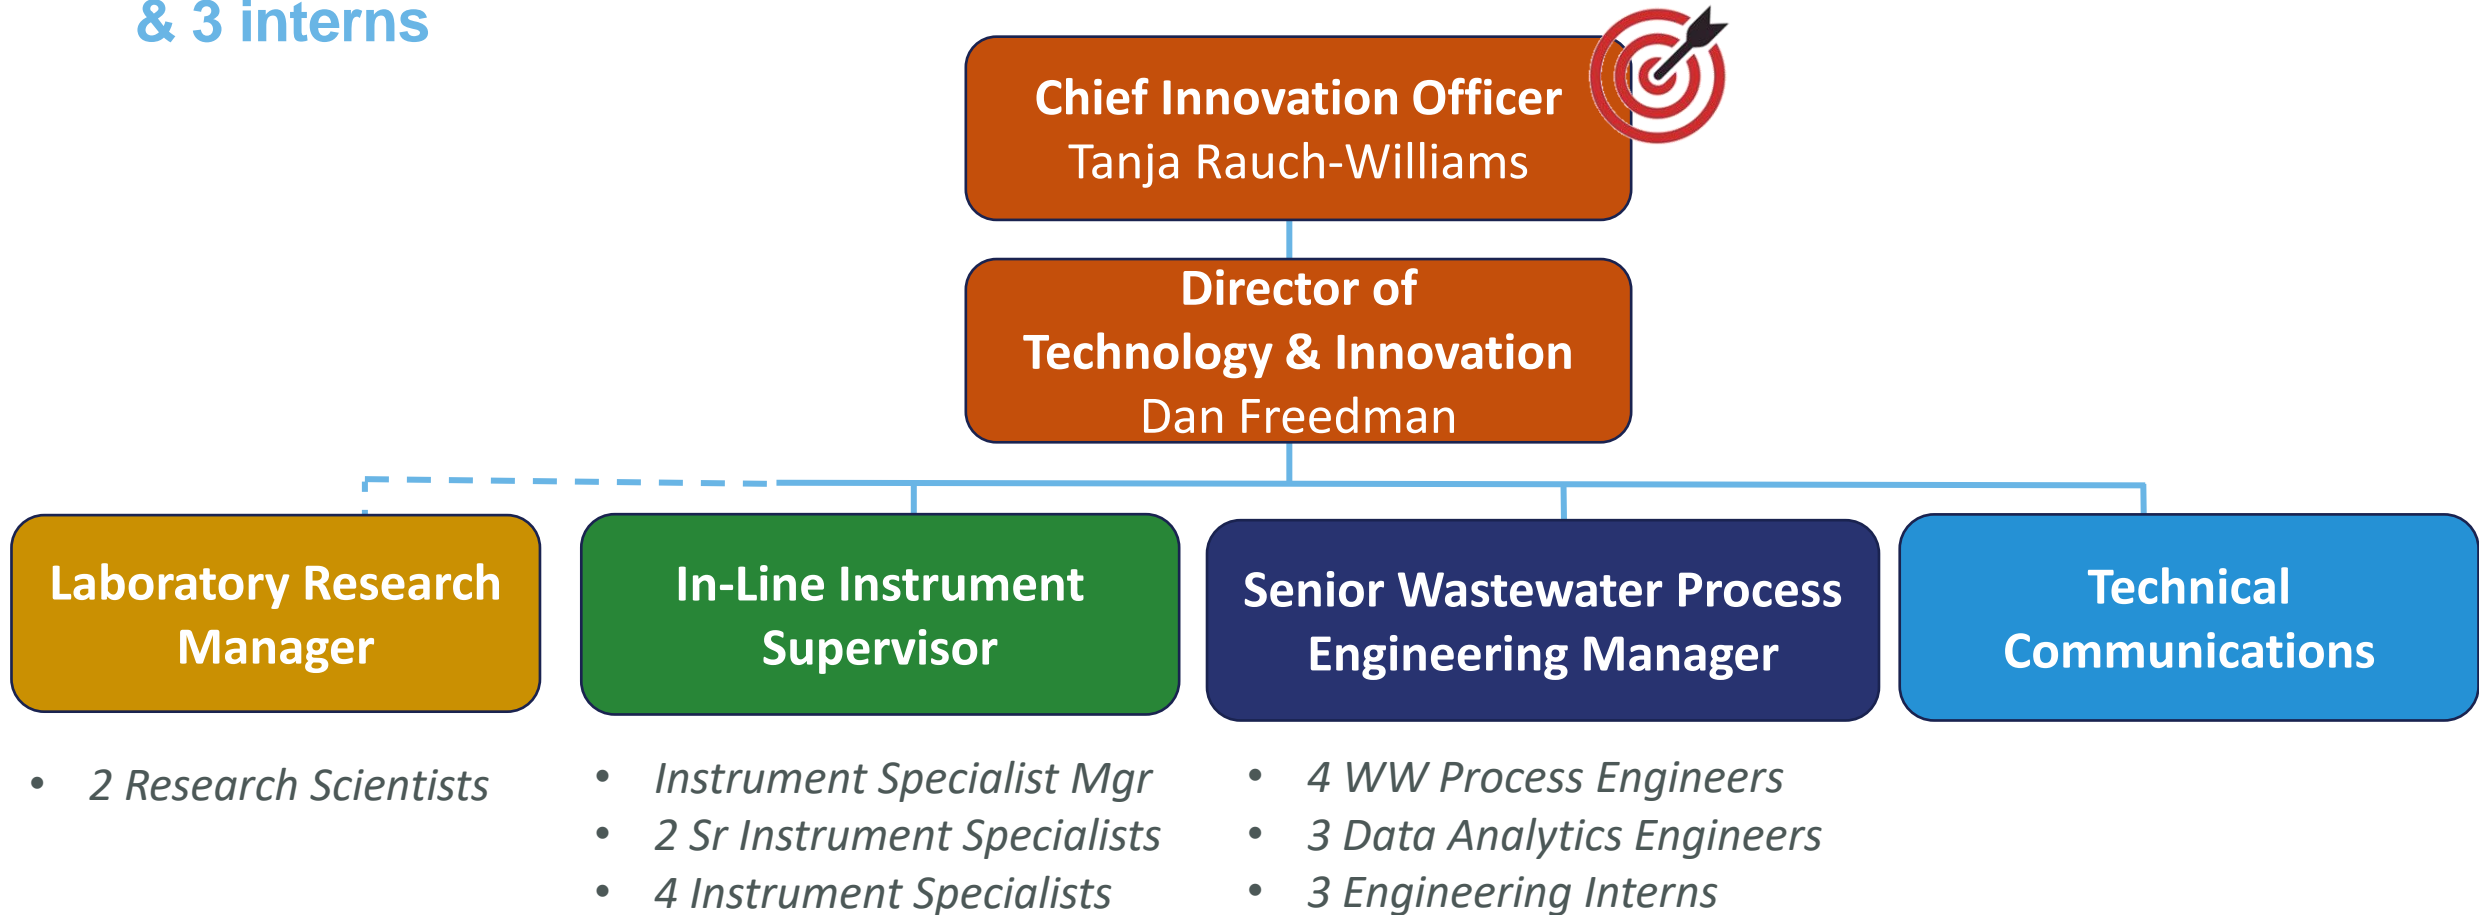 & 3 interns
Chief Innovation Officer
Tanja Rauch-Williams
Director of
Technology & Innovation
Dan Freedman
Laboratory Research
Manager
In-Line Instrument
Supervisor
Senior Wastewater Process
Engineering Manager
Technical
Communications
• 2 Research Scientists
• Instrument Specialist Mgr
• 2 Sr Instrument Specialists
• 4 Instrument Specialists
• 4 WW Process Engineers
• 3 Data Analytics Engineers
• 3 Engineering Interns